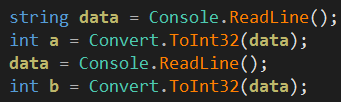 string data = Console.ReadLine();
int a = Convert.ToInt32(data);
data = Console.ReadLine();
int b = Convert.ToInt32(data);